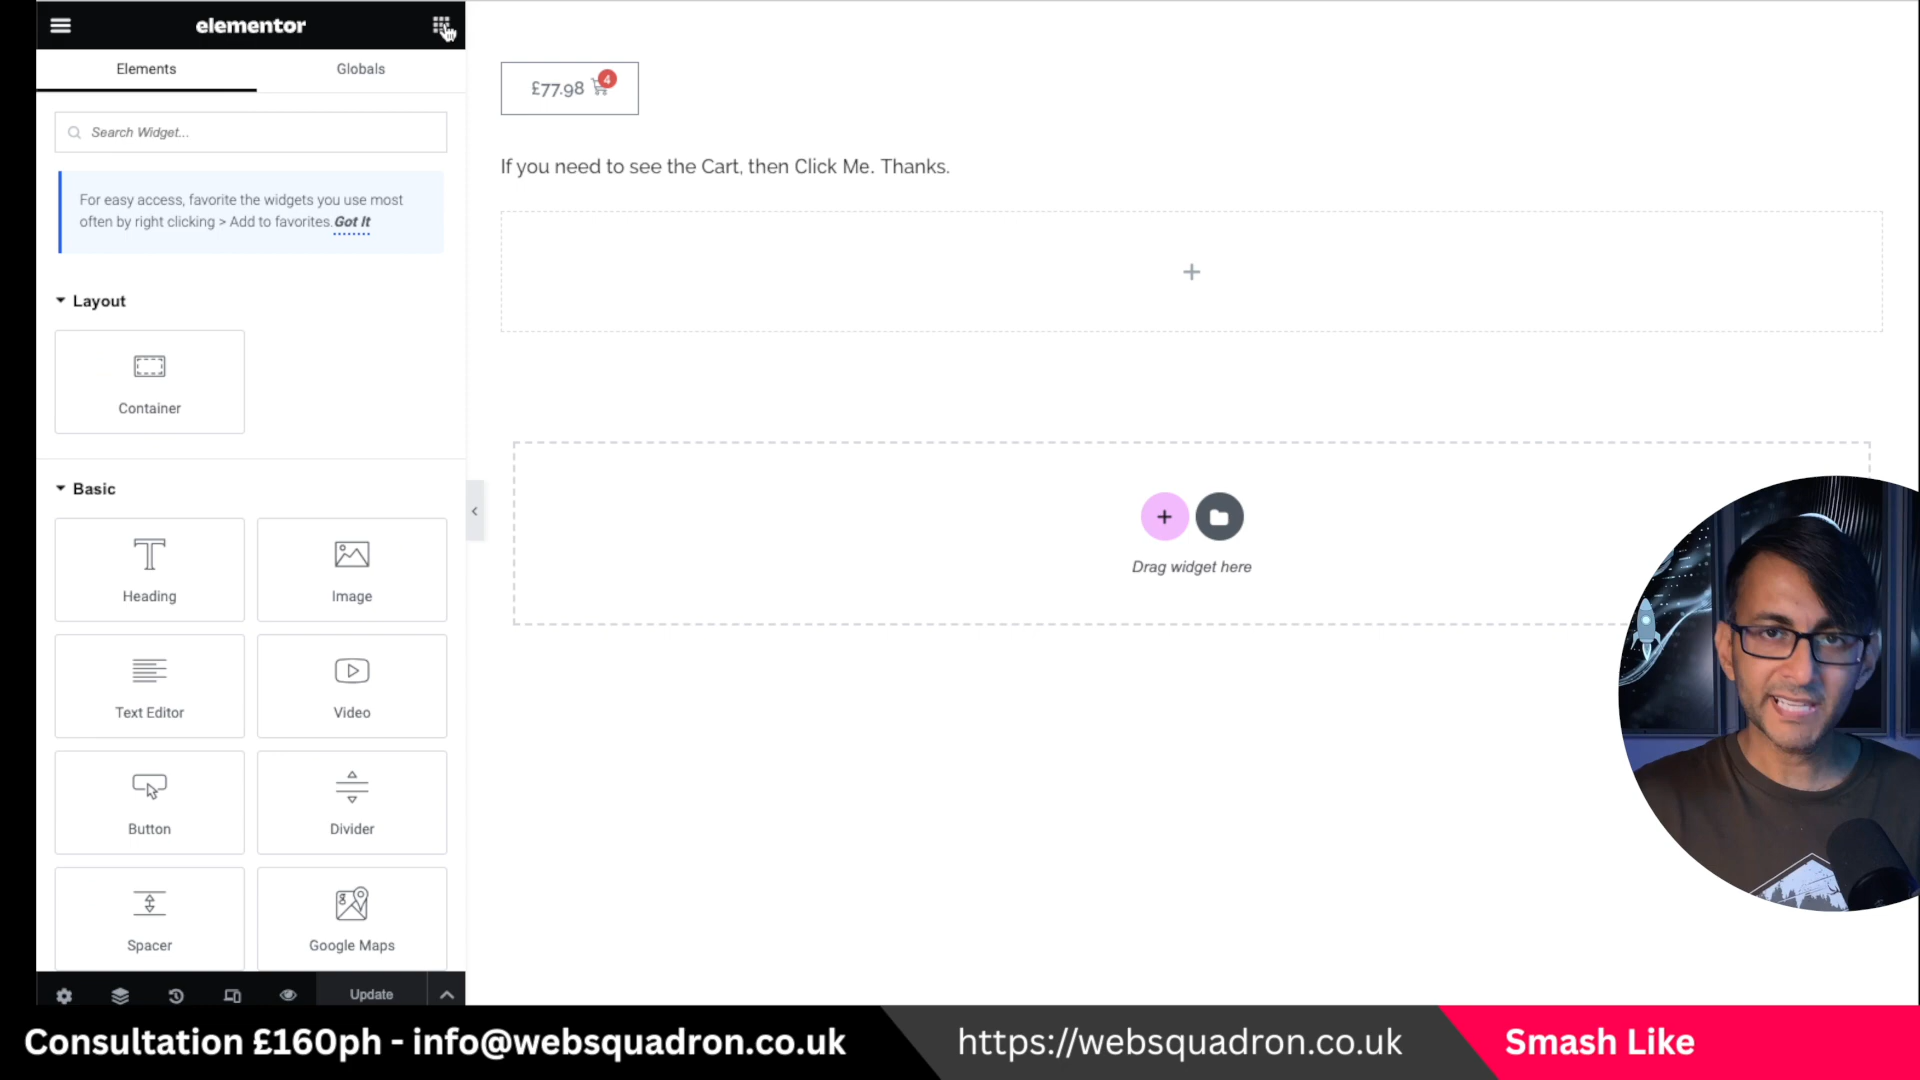 elementor
Elements
Globals
Search Widget...
For easy access, favorite the widgets you use most
often by right clicking > Add to favorites. Got It
Layout
Container
Basic
Heading
Image
Text Editor
Video
Button
Divider
Spacer
Google Maps
Update
£77.98
4
If you need to see the Cart, then Click Me. Thanks.
Drag widget here
Consultation £160ph - info@websquadron.co.uk
https://websquadron.co.uk
Smash Like